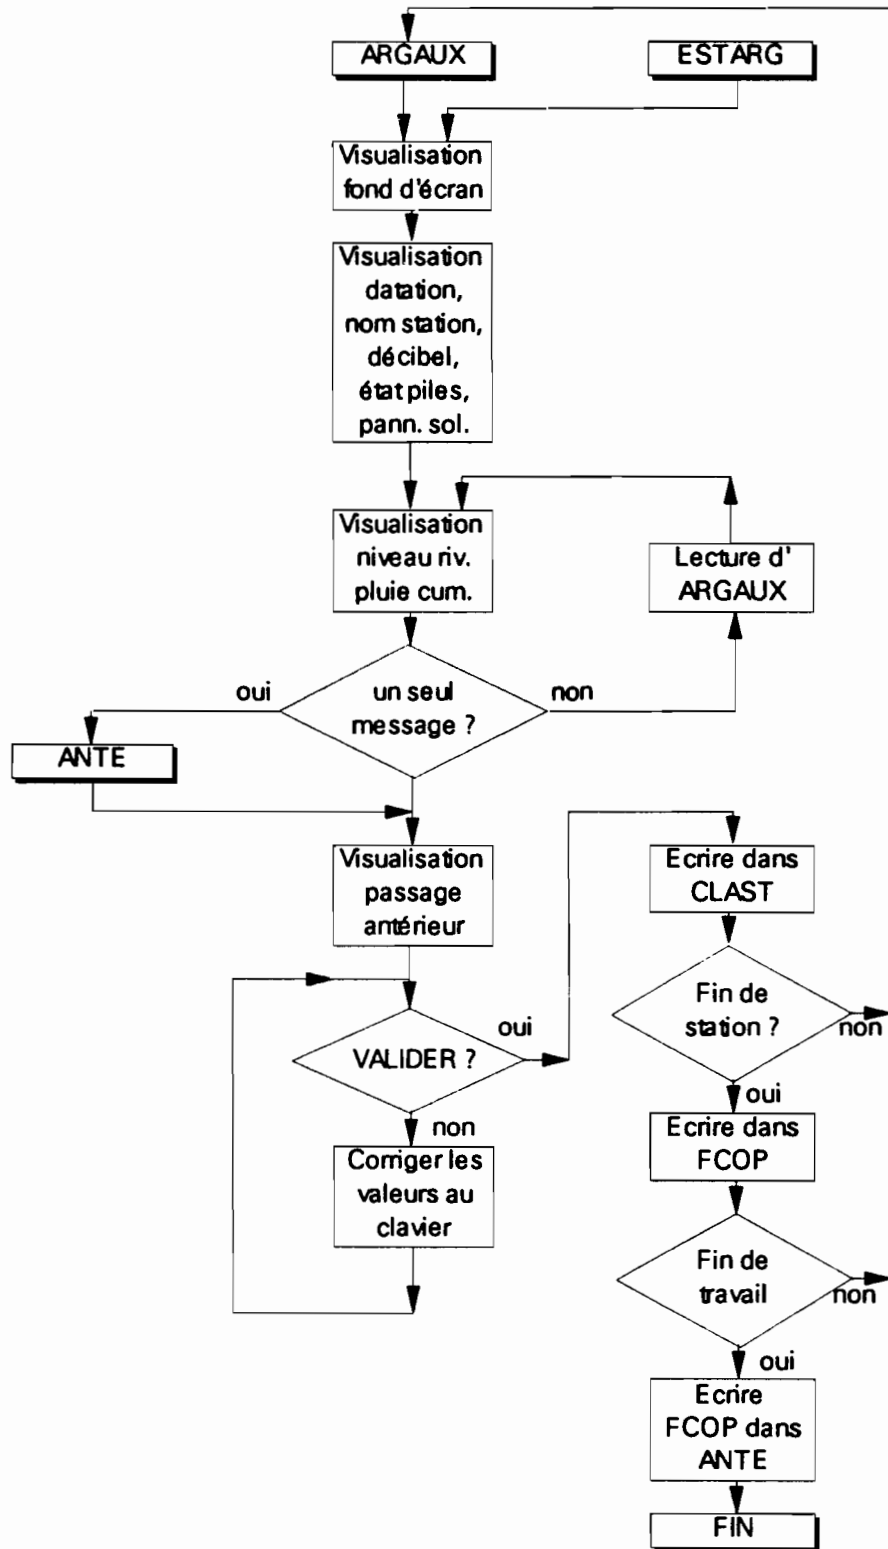 ARGAUX
ESTARG
Visualisation
fond d'écran
Visualisation
datation,
nom station,
décibel,
état piles,
pann. sol.
Visualisation
niveau riv.
pluie cum.
Lecture d'
ARGAUX
oui
un seul
message ?
non
ANTE
Visualisation
passage
antérieur
Ecrire dans
CLAST
Fin de
station ?
non
oui
VALIDER ?
oui
non
Corriger les
valeurs au
clavier
Ecrire dans
FCOP
Fin de
travail
non
oui
Ecrire
FCOP dans
ANTE
FIN